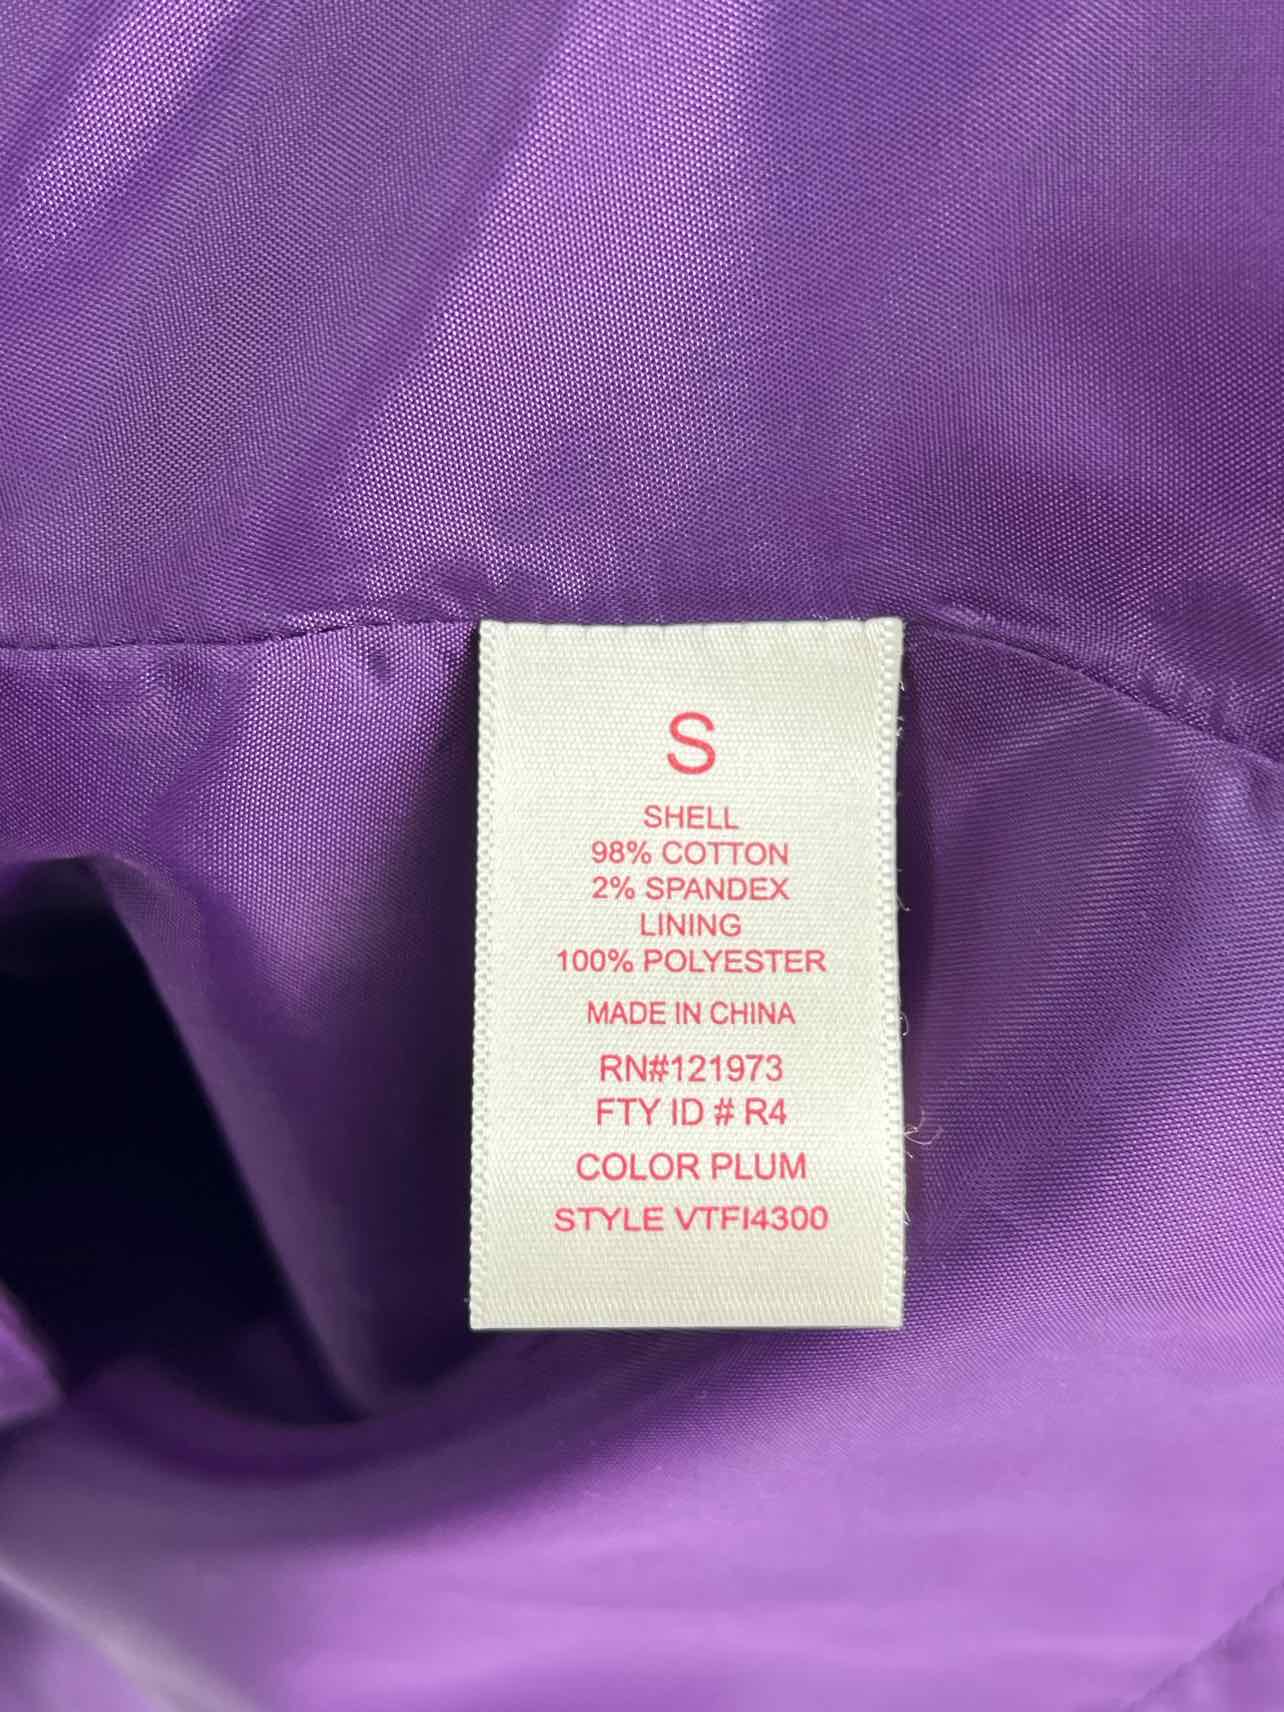 S
SHELL
98% COTTON
2% SPANDEX
LINING
100% POLYESTER
MADE IN CHINA
RN#121973
FTY ID # R4
COLOR PLUM
STYLE VTFI4300